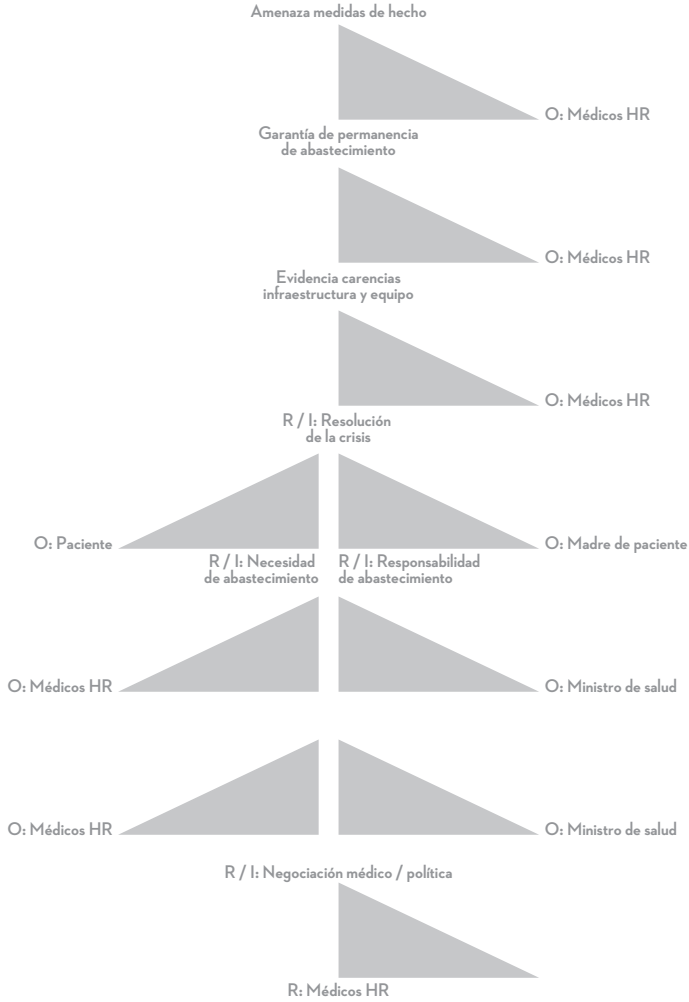 Amenaza medidas de hecho
O: Médicos HR
Garantía de permanencia
de abastecimiento
O: Médicos HR
Evidencia carencias
infraestructura y equipo
O: Médicos HR
R / I: Resolución
de la crisis
O: Paciente
O: Madre de paciente
R / I: Necesidad
de abastecimiento
R / I: Responsabilidad
de abastecimiento
O: Médicos HR
O: Ministro de salud
O: Médicos HR
O: Ministro de salud
R / I: Negociación médico / política
R: Médicos HR